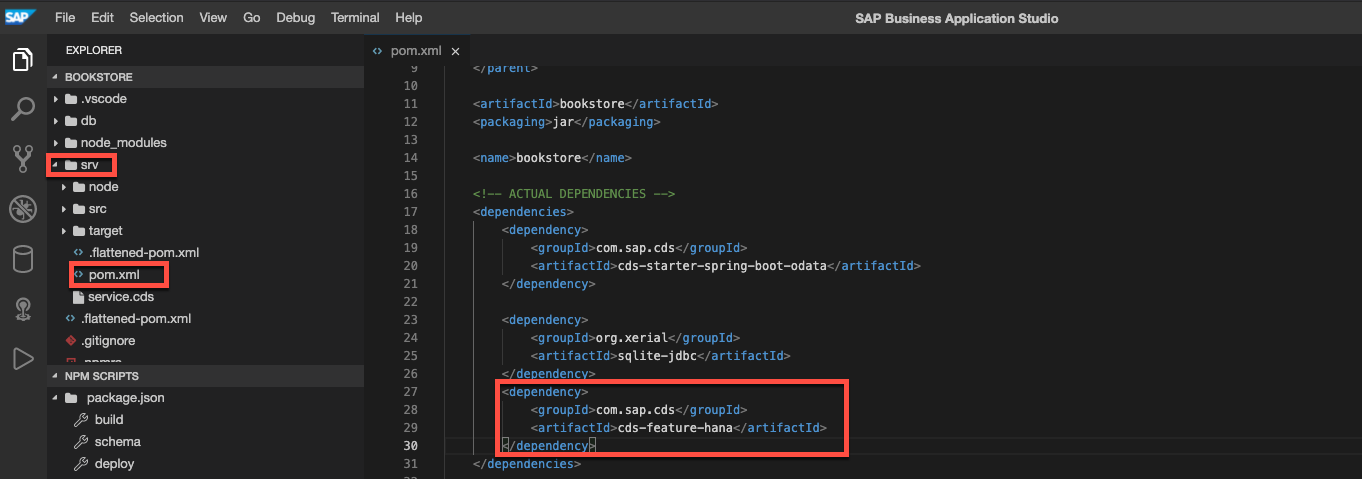 SAP File Edit Selection View Go Debug Terminal Help SAP Business Application Studio
EXPLORER
BOOKSTORE
.vscode
db
node_modules
srv
node
src
target
.flattened-pom.xml
pom.xml
service.cds
.flattened-pom.xml
.gitignore
.npmrc
NPM SCRIPTS
package.json
build
schema
deploy
pom.xml
9 </parent>
10
11 <artifactId>bookstore</artifactId>
12 <packaging>jar</packaging>
13
14 <name>bookstore</name>
15
16 <!-- ACTUAL DEPENDENCIES -->
17 <dependencies>
18 <dependency>
19 <groupId>com.sap.cds</groupId>
20 <artifactId>cds-starter-spring-boot-odata</artifactId>
21 </dependency>
22
23 <dependency>
24 <groupId>org.xerial</groupId>
25 <artifactId>sqlite-jdbc</artifactId>
26 </dependency>
27 <dependency>
28 <groupId>com.sap.cds</groupId>
29 <artifactId>cds-feature-hana</artifactId>
30 </dependency>
31 </dependencies>